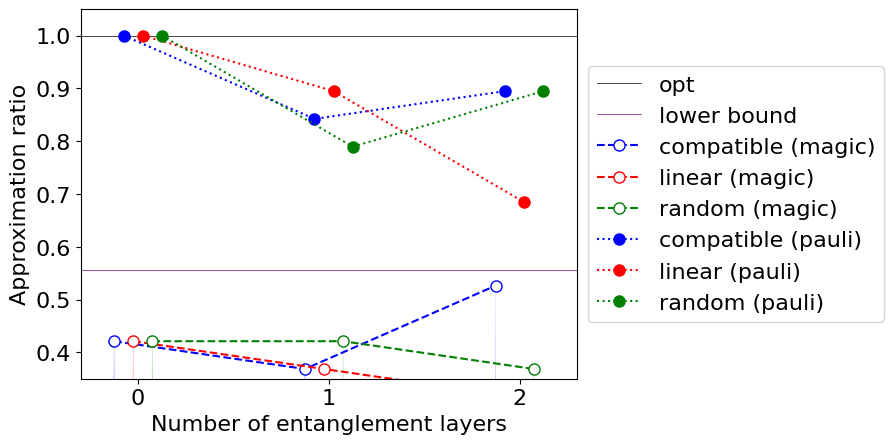 1.0
0.9
0.8
0.7
0.6
0.5
0.4
Approximation ratio
0
1
2
Number of entanglement layers
opt
lower bound
compatible (magic)
linear (magic)
random (magic)
compatible (pauli)
linear (pauli)
random (pauli)